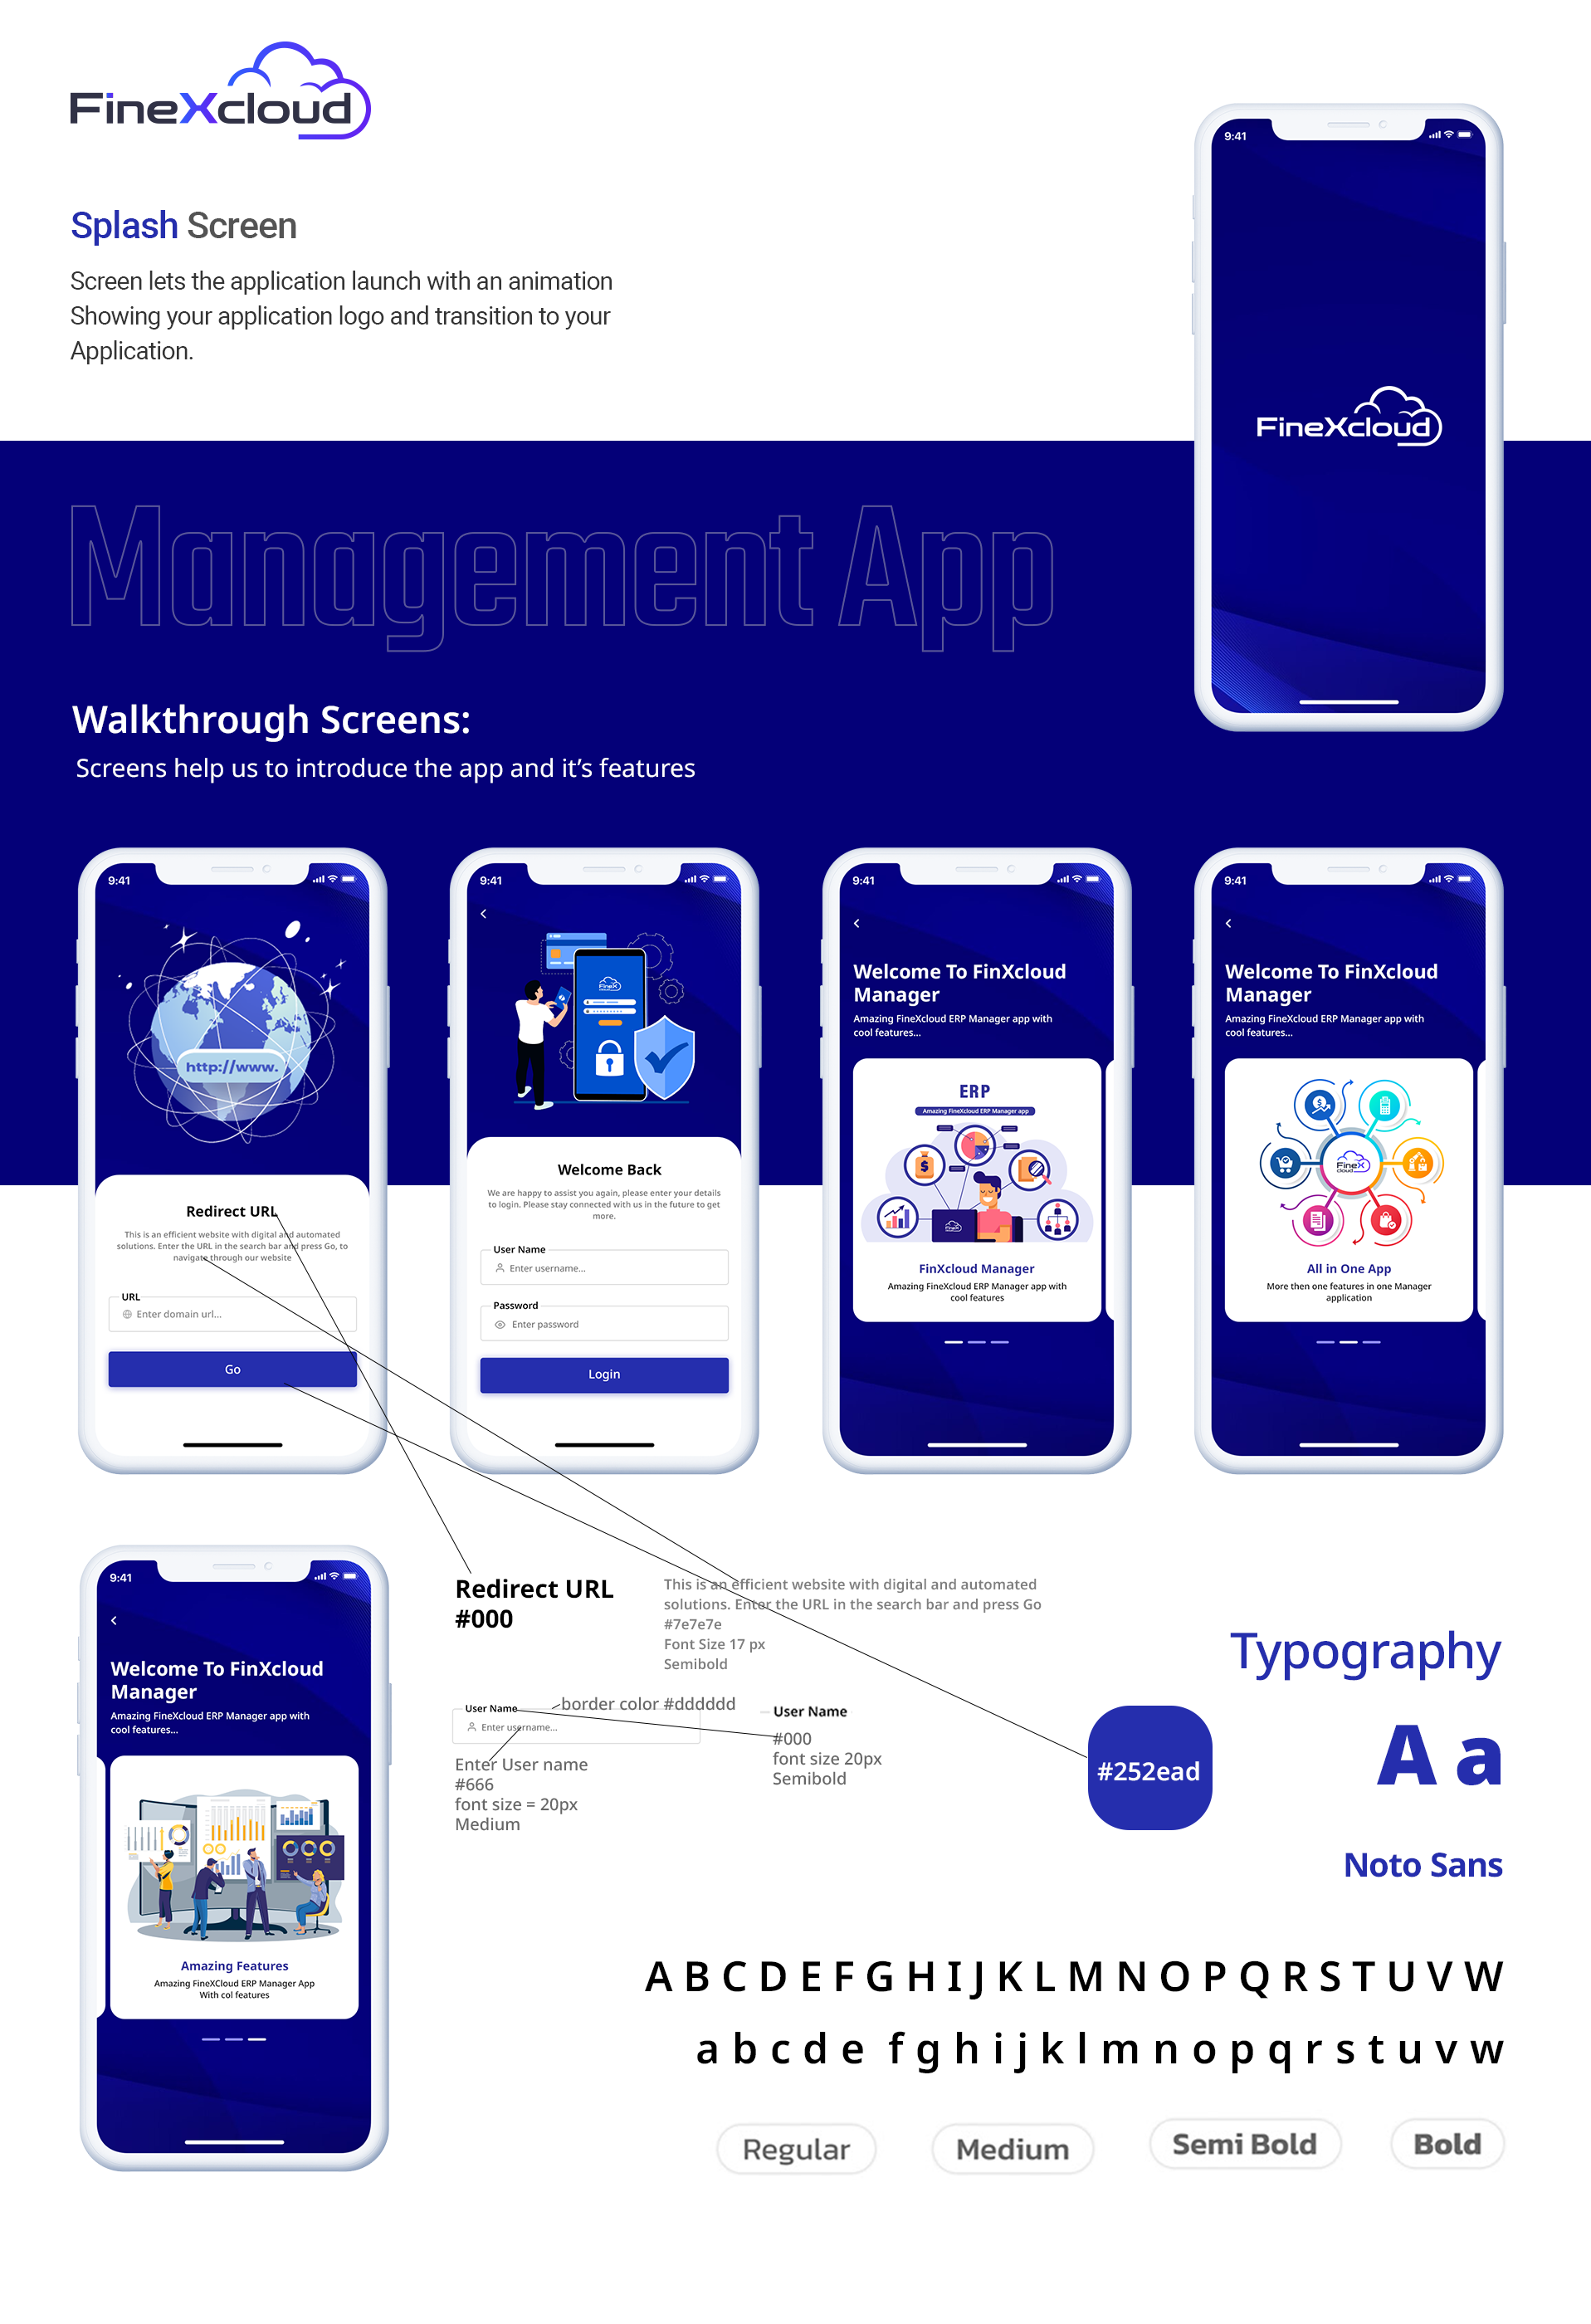 FineXcloud
Splash Screen
Screen lets the application launch with an animation
Showing your application logo and transition to your
Application.
9:41
FineXcloud
Management App
Walkthrough Screens:
Screens help us to introduce the app and it's features
9:41
http://www.
Redirect URL
This is an efficient website with digital and automated
solutions. Enter the URL in the search bar and press Go, to
navigate through our website
URL
Enter domain url...
Go
9:41
FineX
Welcome Back
We are happy to assist you again, please enter your details
to login. Please stay connected with us in the future to get
more.
User Name
Enter username...
Password
Enter password
Login
9:41
Welcome To FinXcloud
Manager
Amazing FineXcloud ERP Manager app with
cool features...
ERP
Amazing FineXcloud ERP Manager app
FinXcloud Manager
Amazing FineXcloud ERP Manager app with
cool features
9:41
Welcome To FinXcloud
Manager
Amazing FineXcloud ERP Manager app with
cool features...
FineX
cloud
All in One App
More then one features in one Manager
application
9:41
Welcome To FinXcloud
Manager
Amazing FineXcloud ERP Manager app with
cool features...
Amazing Features
Amazing FineXCloud ERP Manager App
With col features
Redirect URL
#000
This is an efficient website with digital and automated
solutions. Enter the URL in the search bar and press Go
#7e7e7e
Font Size 17 px
Semibold
User Name
Enter username...
border color #dddddd
Enter User name
#666
font size = 20px
Medium
User Name
#000
font size 20px
Semibold
#252ead
Typography
A a
Noto Sans
A B C D E F G H I J K L M N O P Q R S T U V W
a b c d e f g h i j k l m n o p q r s t u v w
Regular
Medium
Semi Bold
Bold